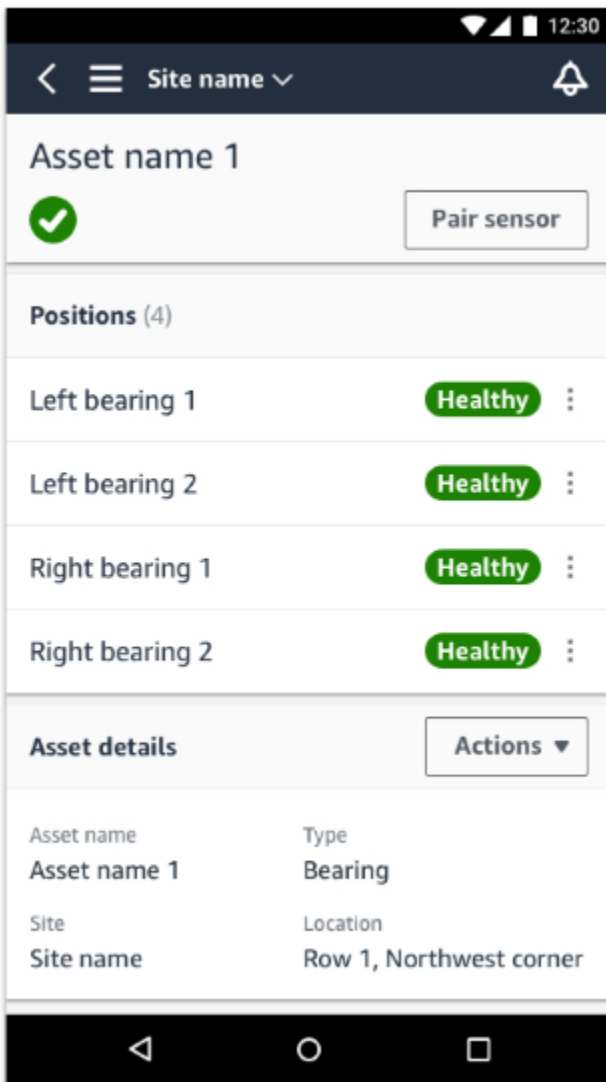 12:30
Site name
Asset name 1
Pair sensor
Positions (4)
Left bearing 1 Healthy
Left bearing 2 Healthy
Right bearing 1 Healthy
Right bearing 2 Healthy
Asset details Actions
Asset name Type
Asset name 1 Bearing
Site Location
Site name Row 1, Northwest corner